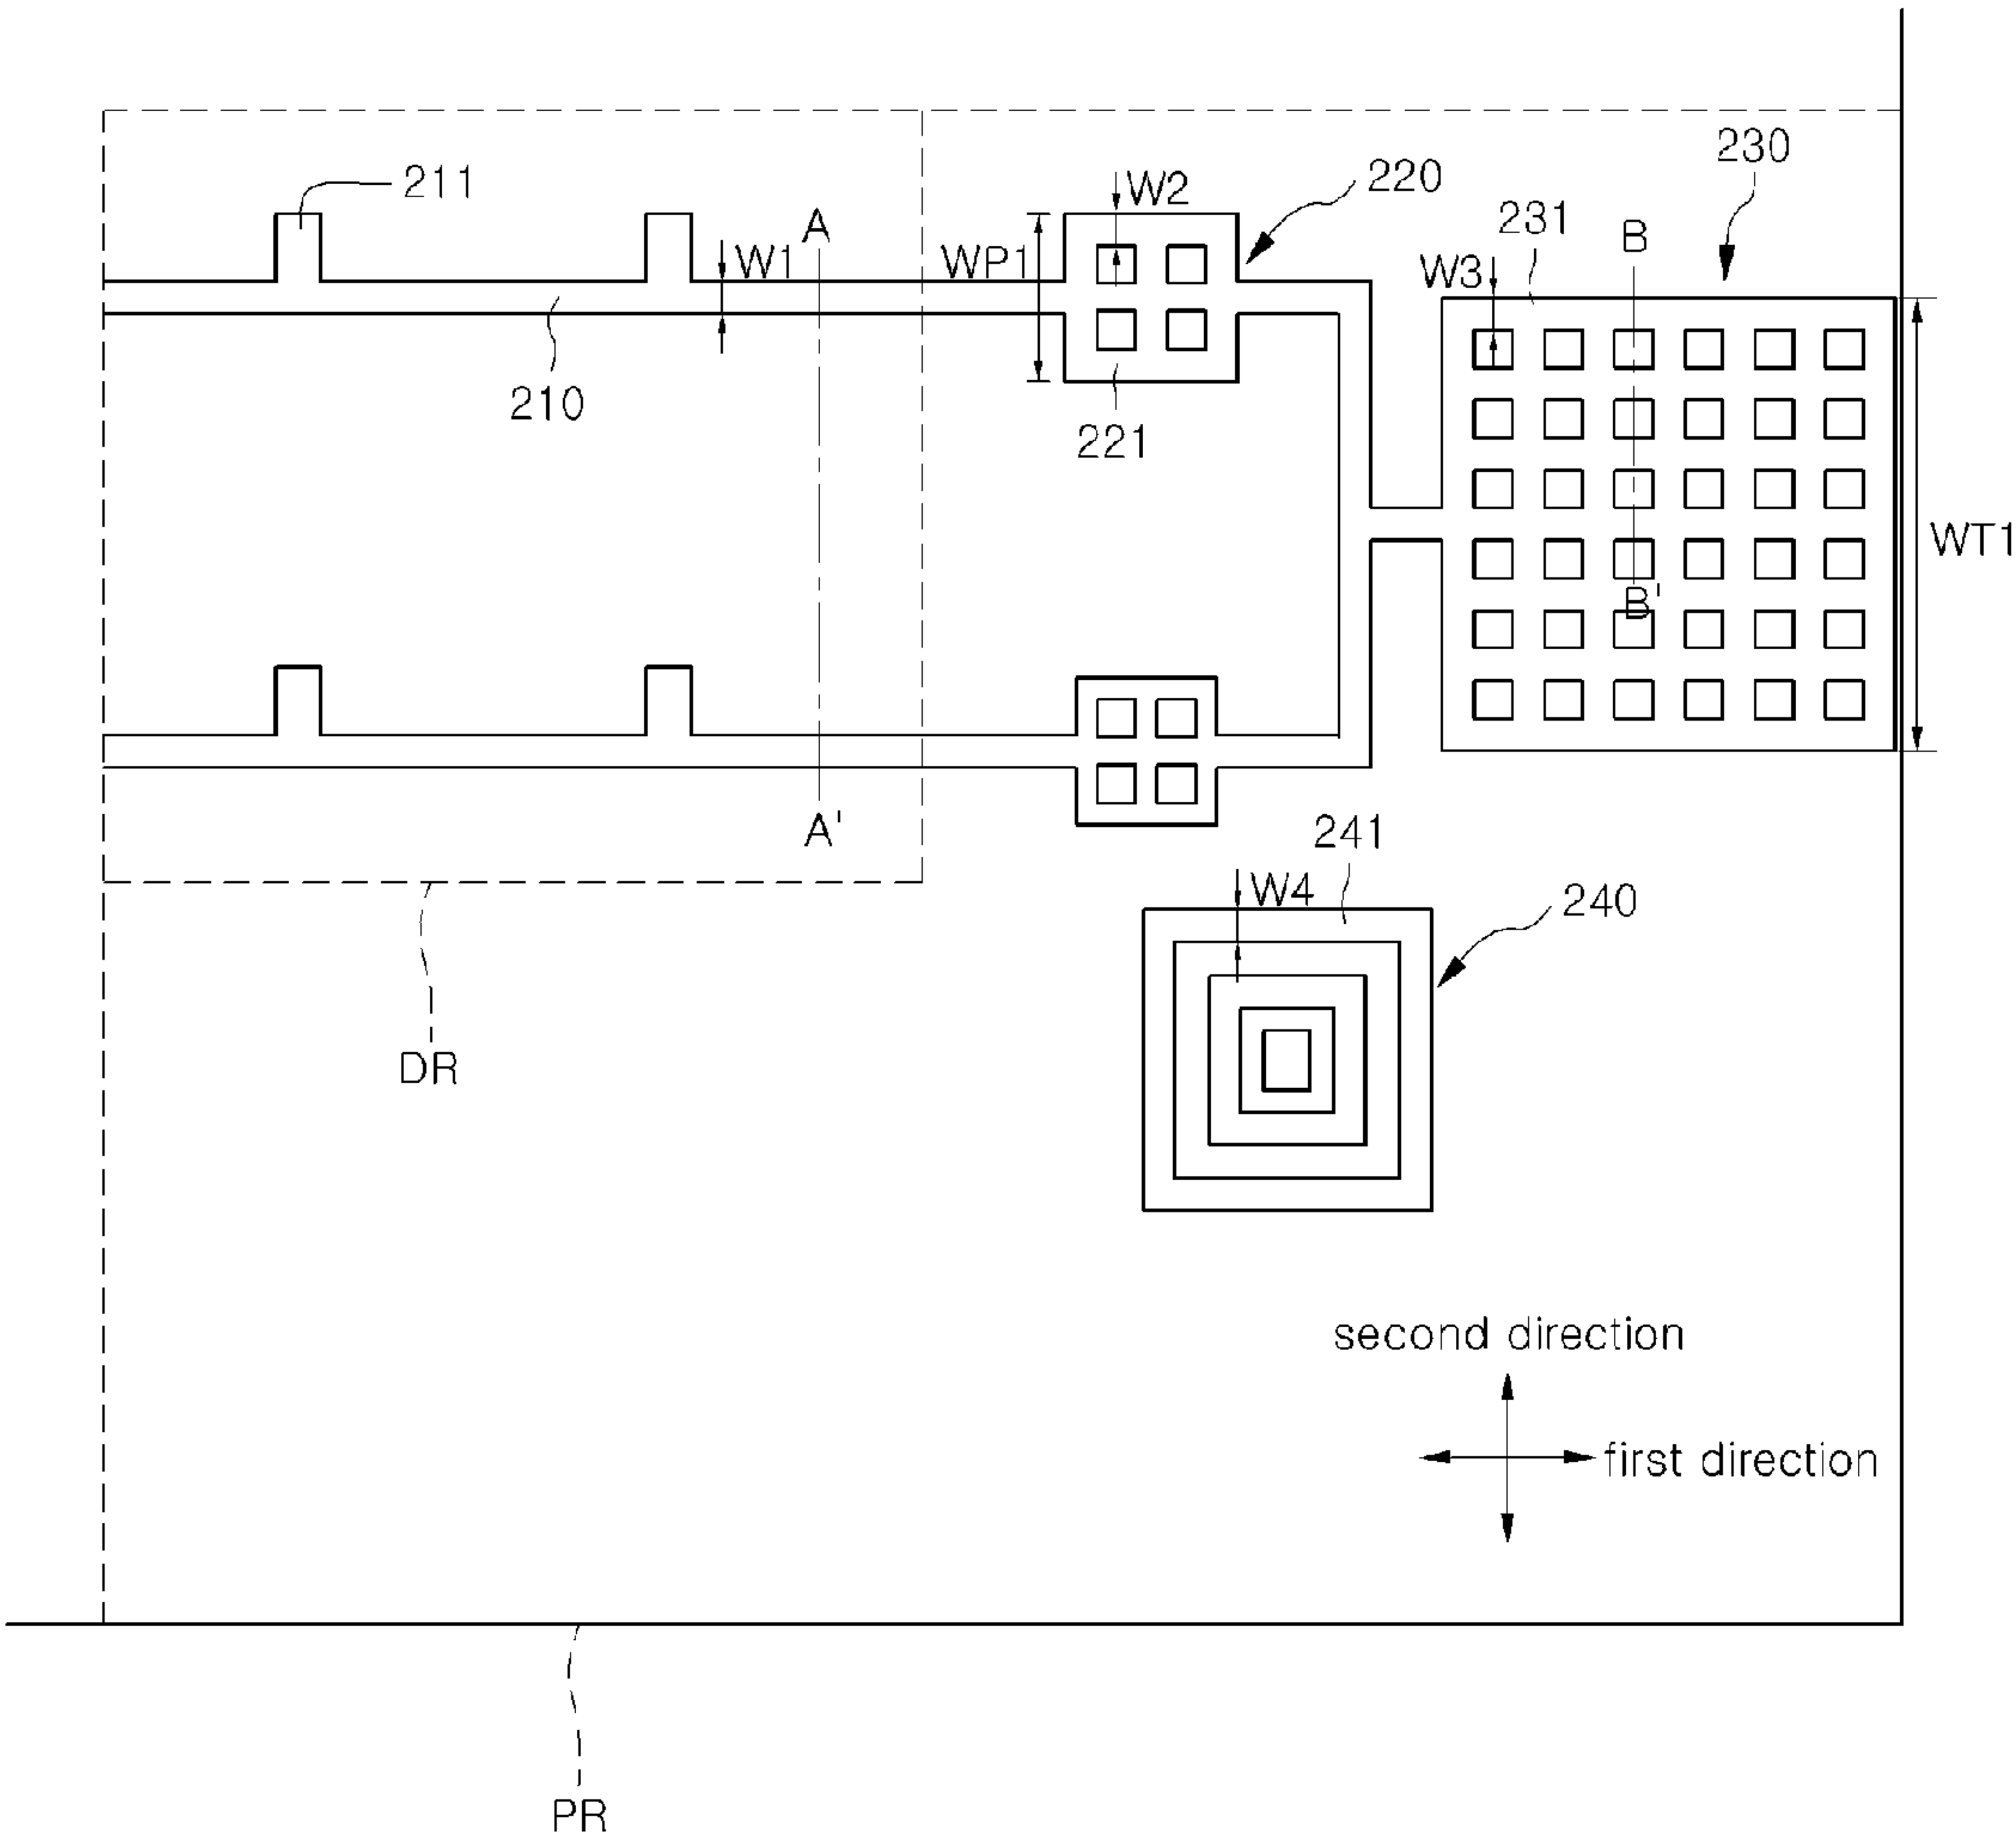 230
211
W2
220
231
A
B
W1
WP1
W3
210
221
WT1
B'
A'
241
W4
240
DR
second direction
first direction
PR